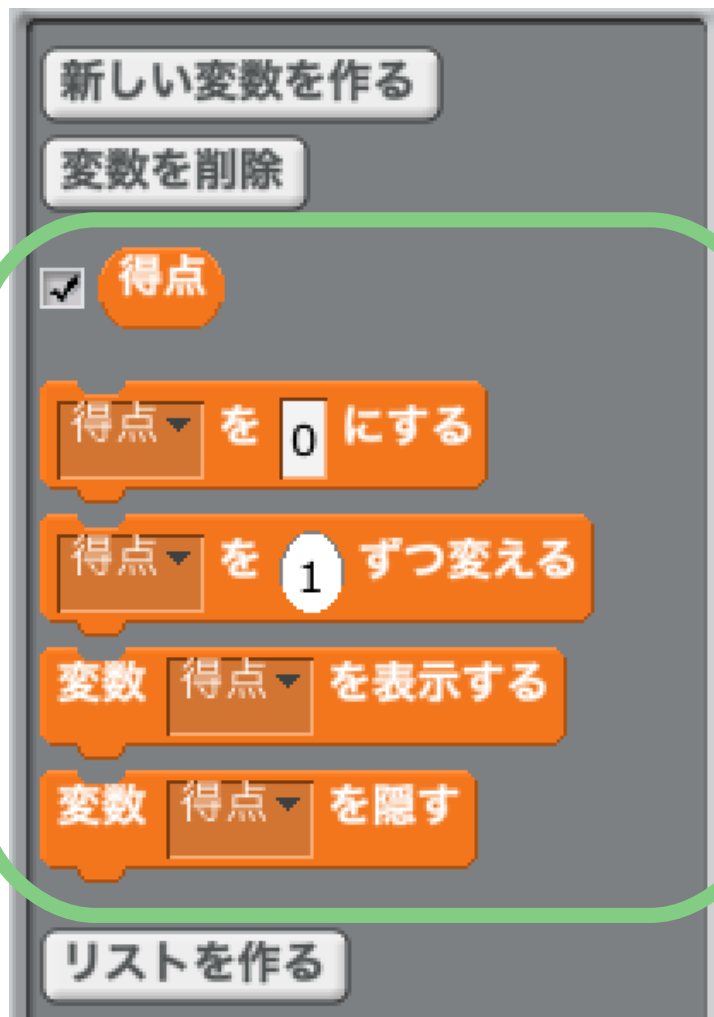 新しい変数を作る
変数を削除
得点
得点 を 0 にする
得点 を 1 ずつ変える
変数 得点 を表示する
変数 得点 を隠す
リストを作る